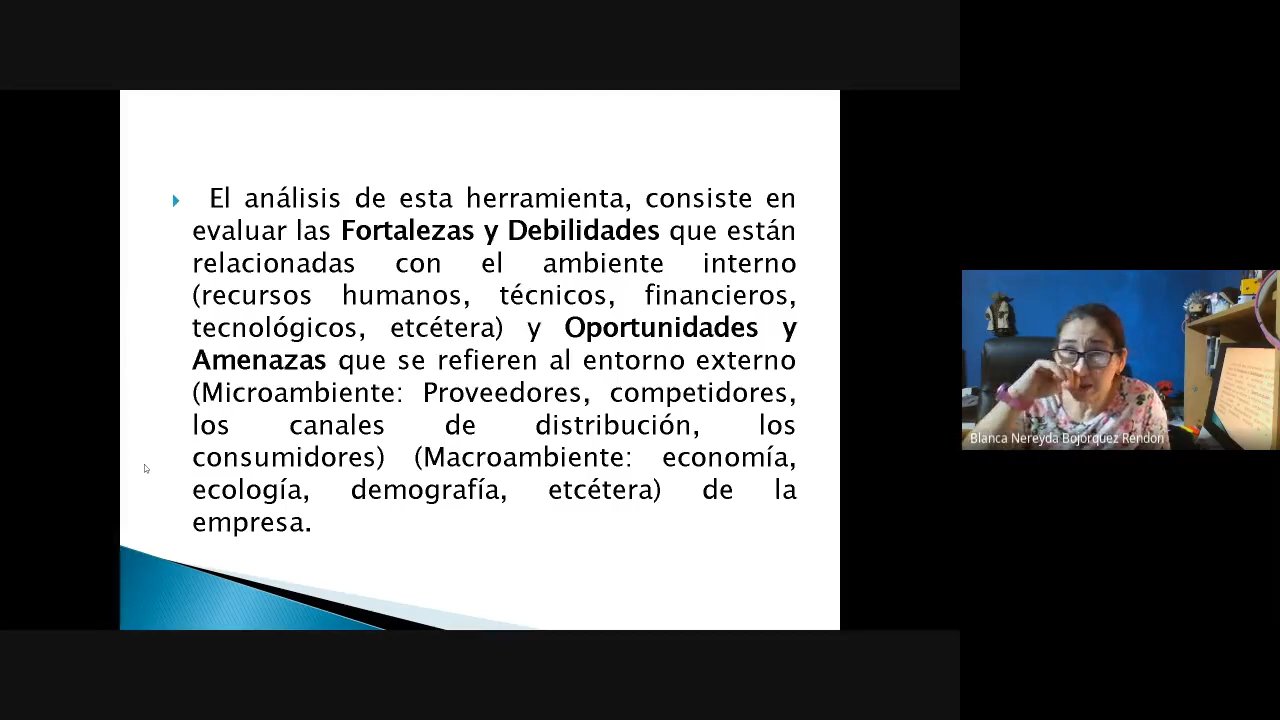 El análisis de esta herramienta, consiste en
evaluar las Fortalezas y Debilidades que están
relacionadas con el ambiente interno
(recursos humanos, técnicos, financieros,
tecnológicos, etcétera) y Oportunidades y
Amenazas que se refieren al entorno externo
(Microambiente: Proveedores, competidores,
los canales de distribución, los
consumidores) (Macroambiente: economía,
ecología, demografía, etcétera) de la
empresa.
Blanca Nereyda Bojorquez Rendon